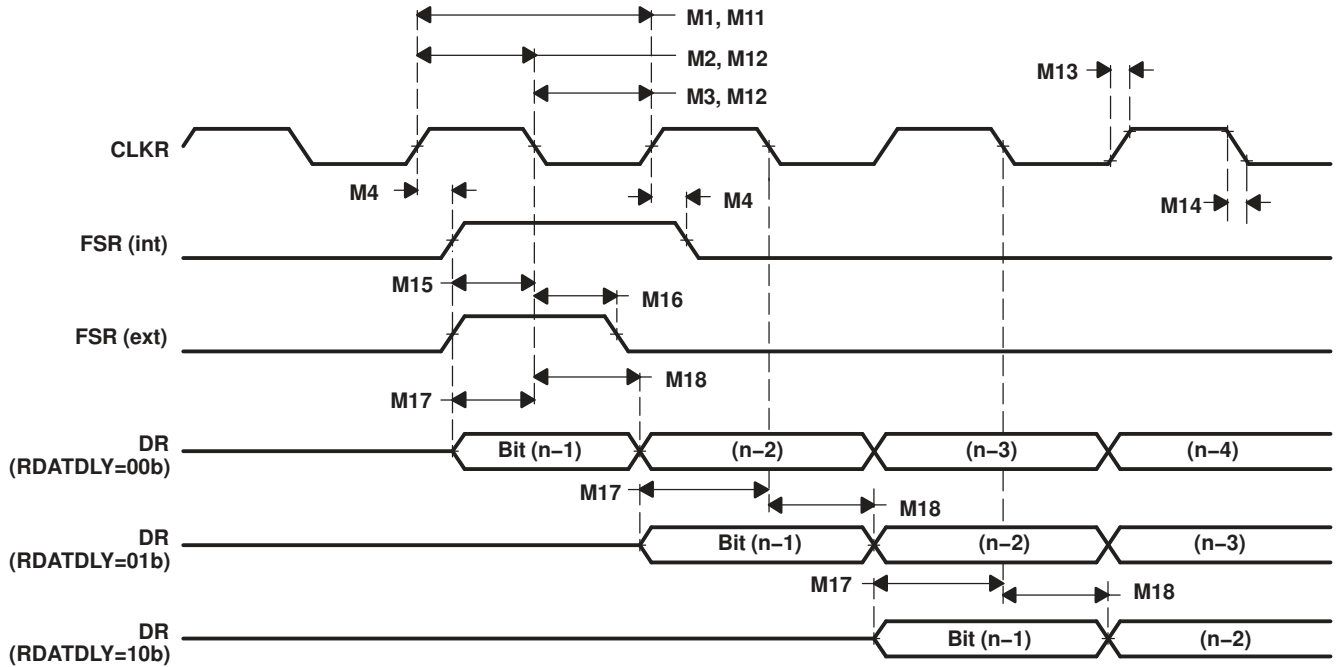 M1, M11
M2, M12
M13
M3, M12
CLKR
M4
M4
M14
FSR (int)
M15
M16
FSR (ext)
M18
M17
DR
(RDATDLY=00b)
Bit (n−1)
(n−2)
(n−3)
(n−4)
M17
M18
DR
(RDATDLY=01b)
Bit (n−1)
(n−2)
(n−3)
M17
M18
DR
(RDATDLY=10b)
Bit (n−1)
(n−2)